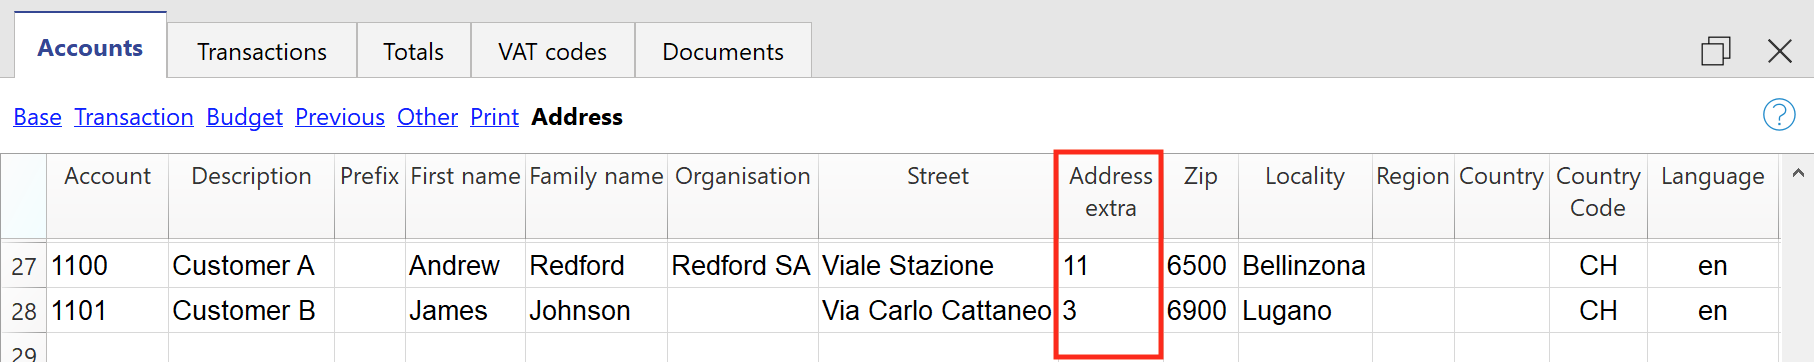 Accounts Transactions Totals VAT codes Documents
Base Transaction Budget Previous Other Print Address ?
Account Description Prefix First name Family name Organisation Street Address extra Zip Locality Region Country Country Code Language
27 1100 Customer A Andrew Redford Redford SA Viale Stazione 11 6500 Bellinzona CH en
28 1101 Customer B James Johnson Via Carlo Cattaneo 3 6900 Lugano CH en
29